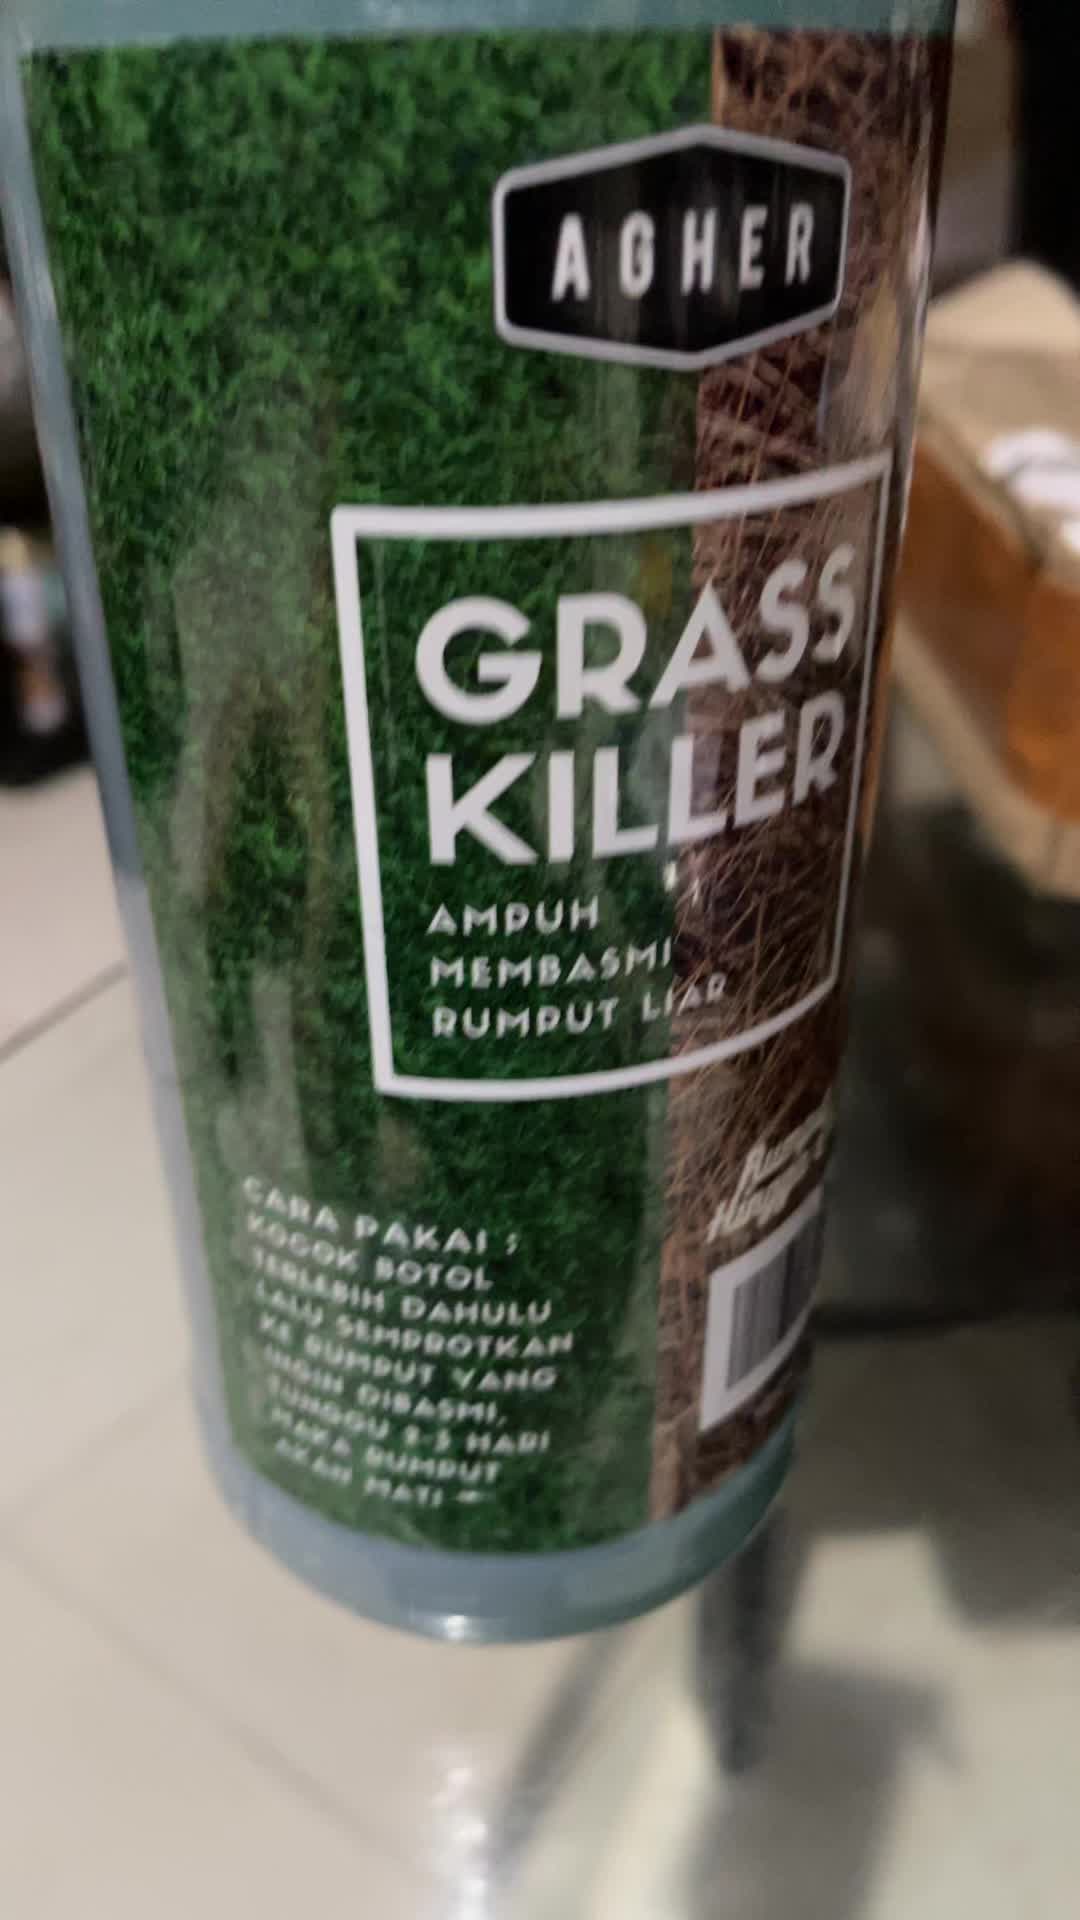 AGHER
GRASS
KILLER
AMPUH
MEMBASMI
RUMPUT LIAR
CARA PAKAI :
KOCOK BOTOL
TERLEBIH DAHULU
LALU SEMPROTKAN
KE RUMPUT YANG
INGIN DIBASMI,
TUNGGU 2-3 HARI
MAKA RUMPUT
AKAN MATI